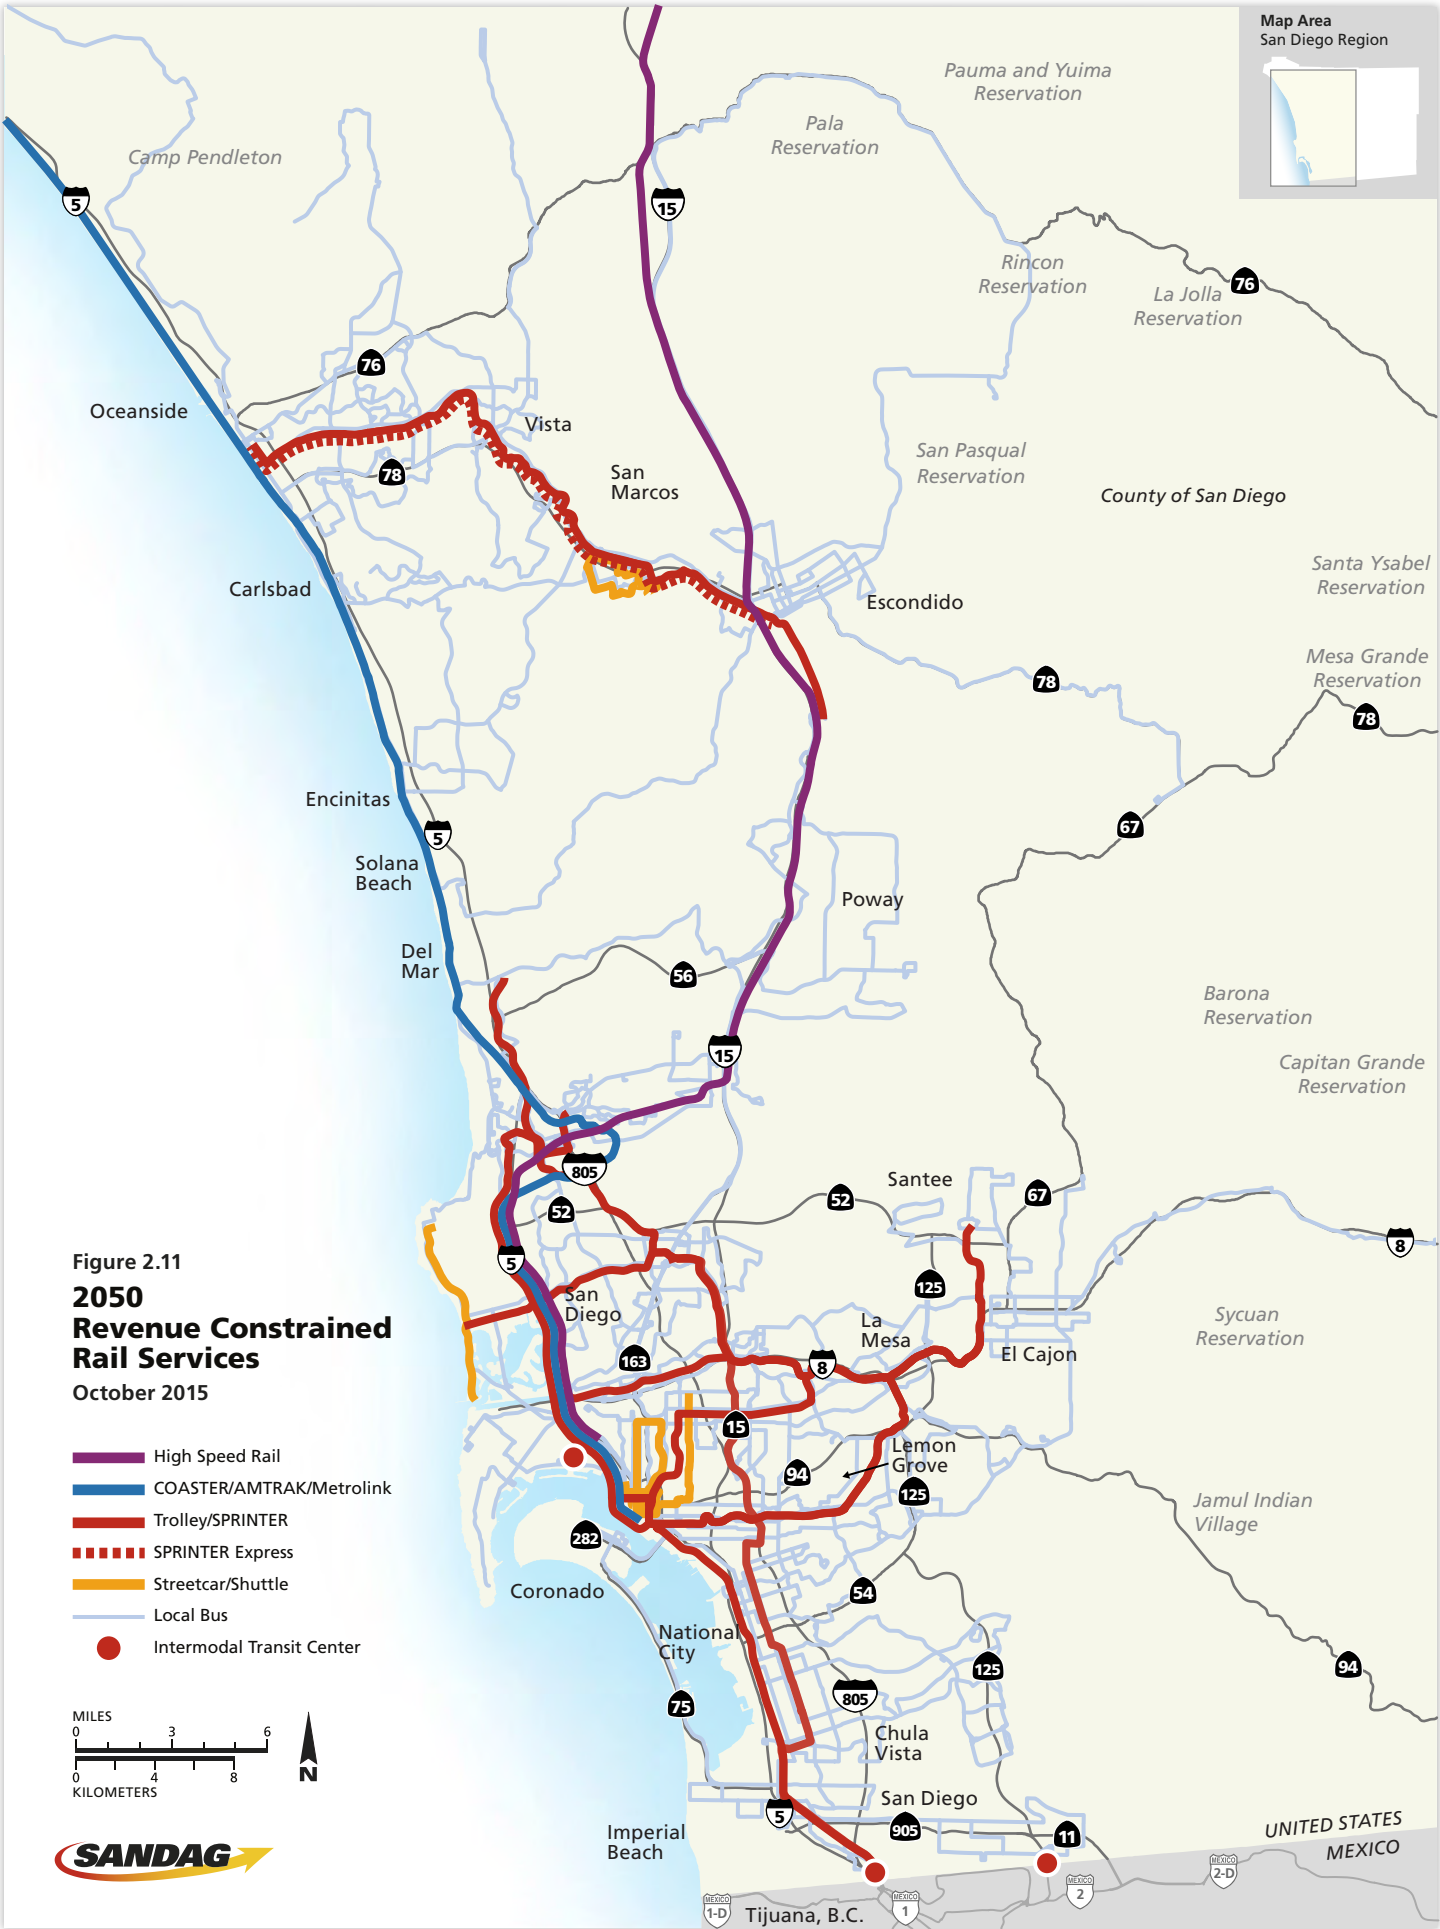 Map Area
San Diego Region
Pauma and Yuima
Reservation
Pala
Reservation
Camp Pendleton
5
15
Rincon
Reservation
La Jolla
Reservation
76
76
Oceanside
Vista
78
San
Marcos
San Pasqual
Reservation
County of San Diego
Santa Ysabel
Reservation
Carlsbad
Escondido
Mesa Grande
Reservation
78
78
Encinitas
5
67
Solana
Beach
Poway
Del
Mar
56
Barona
Reservation
15
Capitan Grande
Reservation
805
Santee
52
52
67
8
5
125
San
Diego
La
Mesa
Sycuan
Reservation
163
8
El Cajon
15
Lemon
Grove
94
125
Jamul Indian
Village
282
Coronado
54
National
City
125
94
75
805
Chula
Vista
San Diego
5
905
11
Imperial
Beach
UNITED STATES
MEXICO
MEXICO
1-D
Tijuana, B.C.
MEXICO
1
MEXICO
2
MEXICO
2-D
Figure 2.11
2050
Revenue Constrained
Rail Services
October 2015
High Speed Rail
COASTER/AMTRAK/Metrolink
Trolley/SPRINTER
SPRINTER Express
Streetcar/Shuttle
Local Bus
Intermodal Transit Center
MILES
0 3 6
0 4 8
KILOMETERS
N
SANDAG